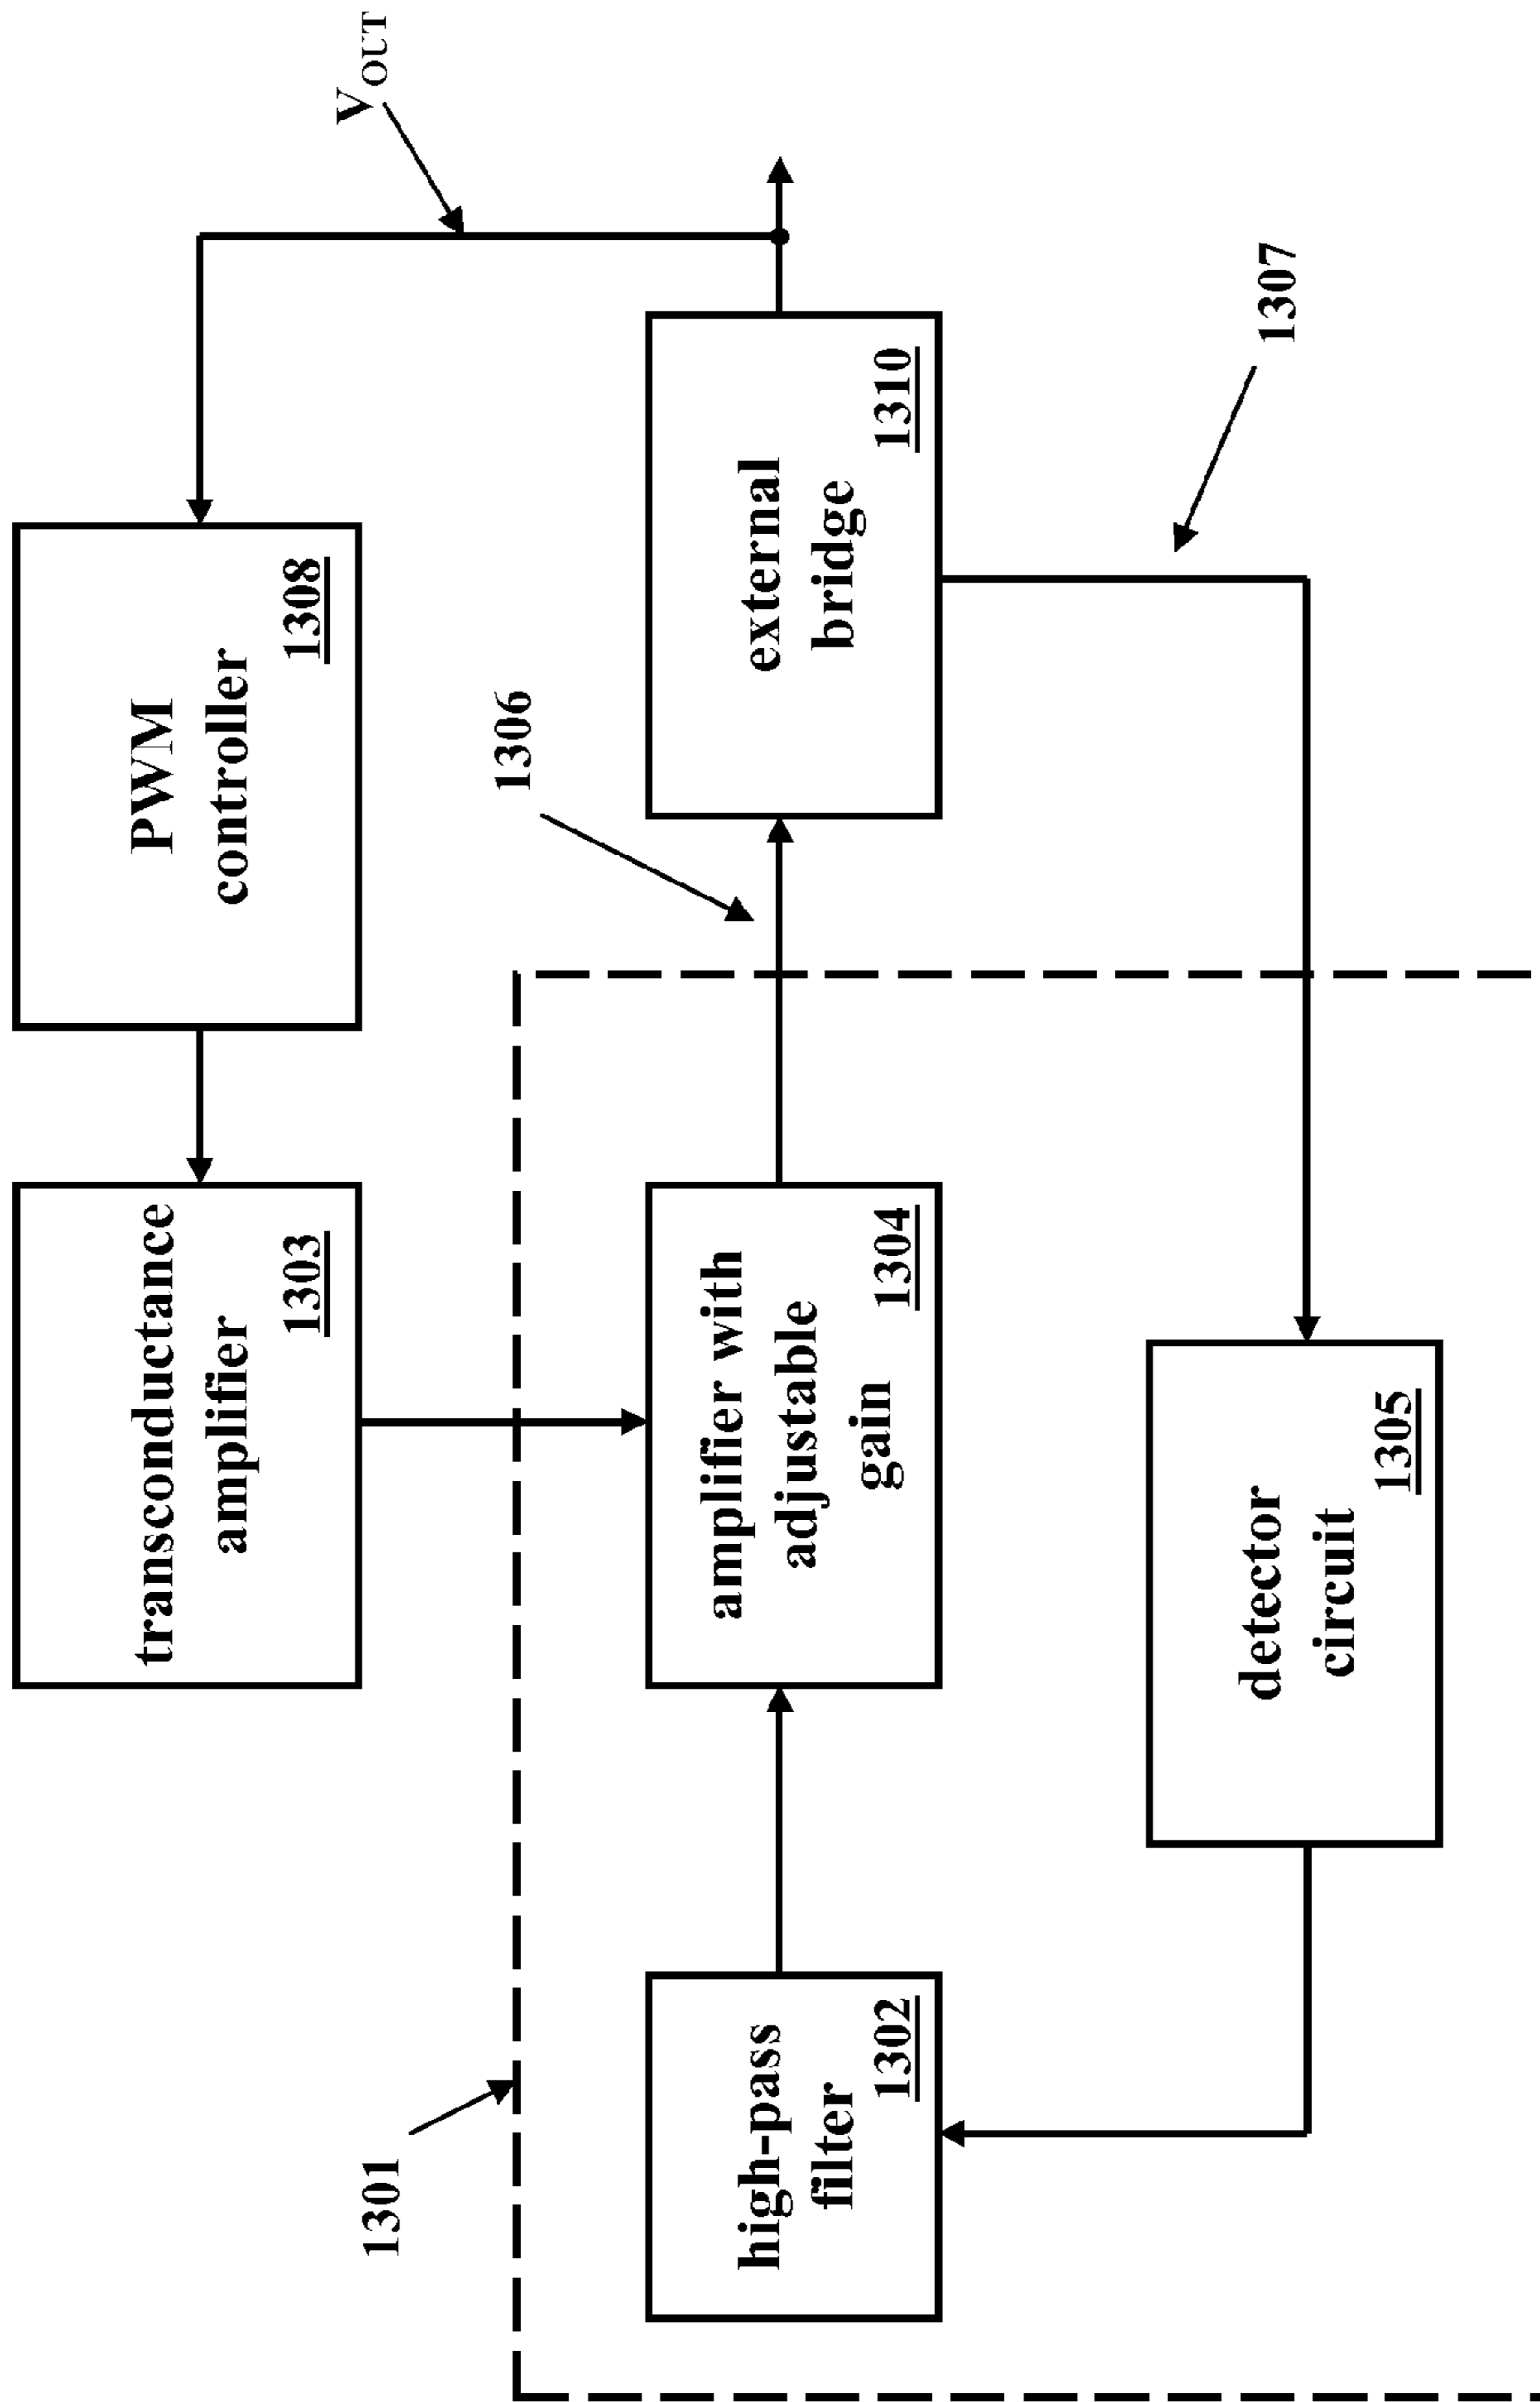 transconductance
amplifier
1303
PWM
controller
1308
V_OUT
1301
1306
high-pass
filter
1302
amplifier with
adjustable
gain
1304
external
bridge
1310
1307
detector
circuit
1305